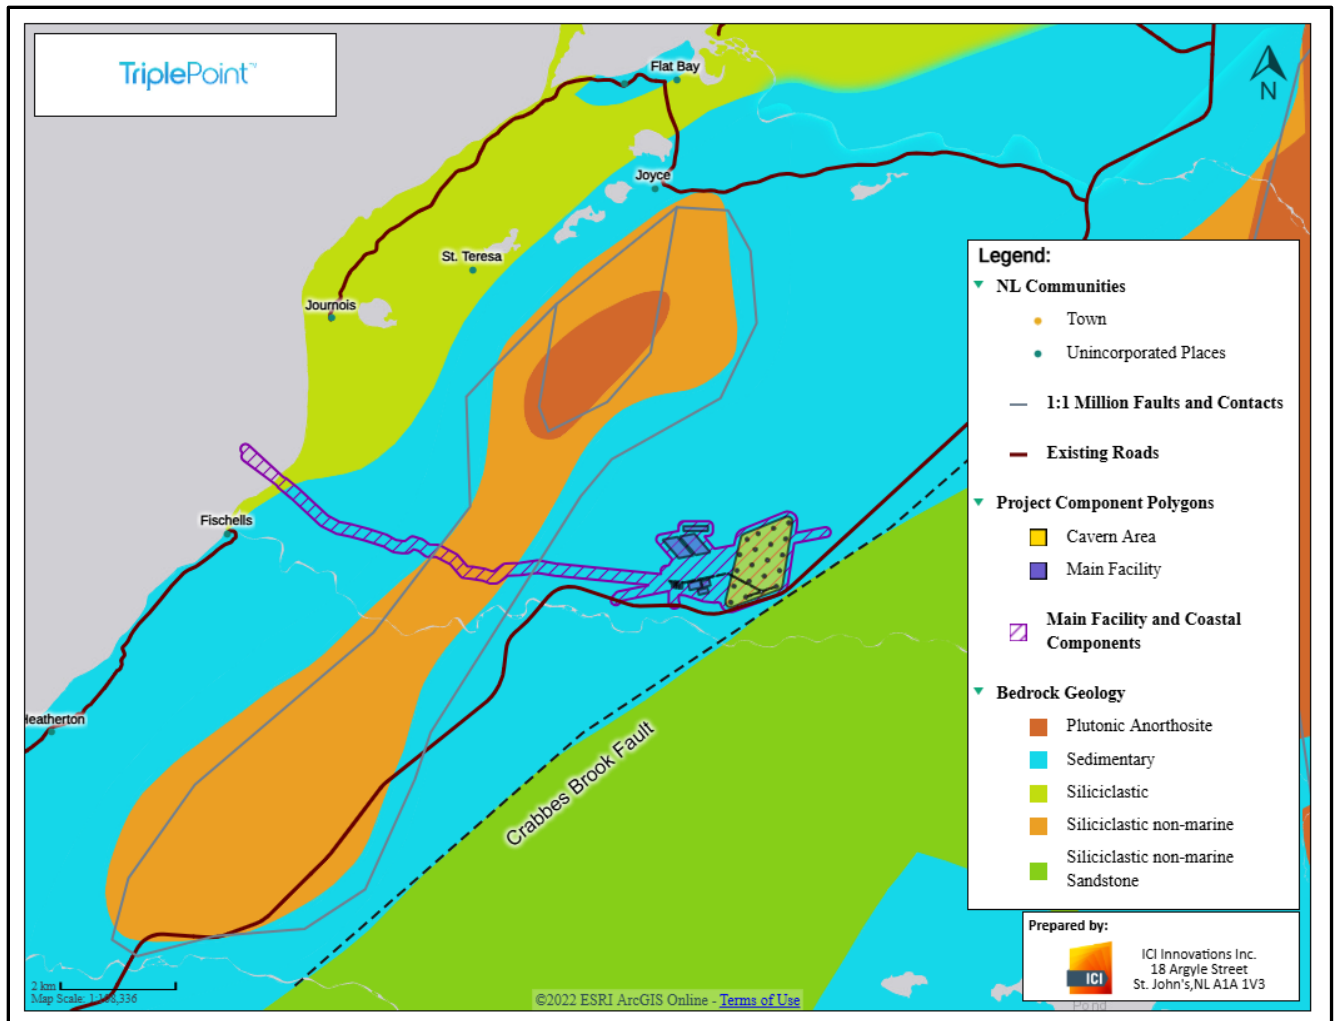 TriplePoint™
Flat Bay
N
Joyce
St. Teresa
Journois
Fischells
Heatherton
Crabbes Brook Fault
Legend:
NL Communities
Town
Unincorporated Places
1:1 Million Faults and Contacts
Existing Roads
Project Component Polygons
Cavern Area
Main Facility
Main Facility and Coastal
Components
Bedrock Geology
Plutonic Anorthosite
Sedimentary
Siliciclastic
Siliciclastic non-marine
Siliciclastic non-marine
Sandstone
Prepared by:
ICI
ICI Innovations Inc.
18 Argyle Street
St. John's,NL A1A 1V3
Pond
2 km
Map Scale:
©2022 ESRI ArcGIS Online - Terms of Use